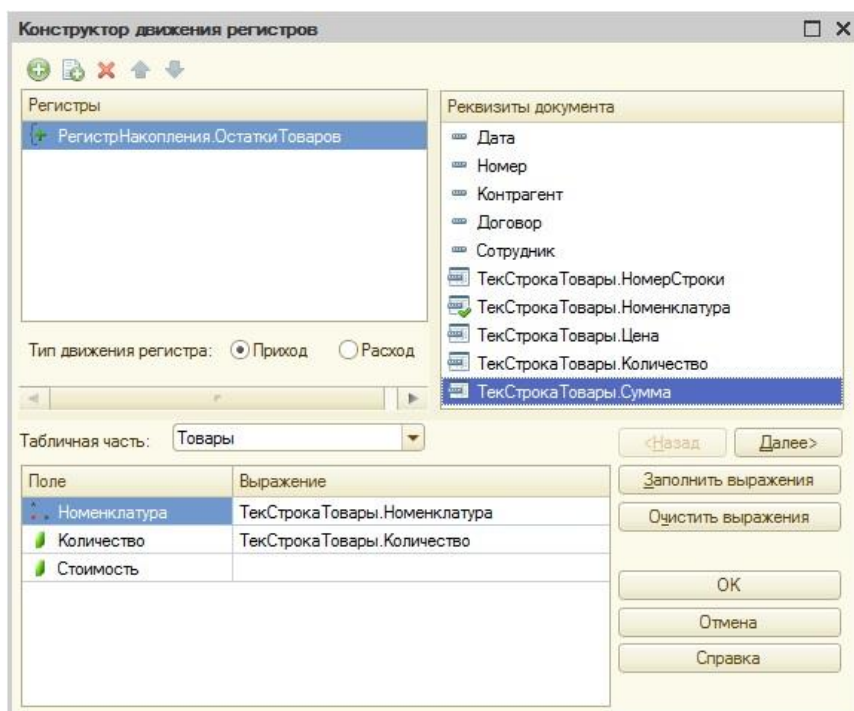 Конструктор движения регистров
Регистры
РегистрНакопления.ОстаткиТоваров
Тип движения регистра: Приход Расход
Реквизиты документа
Дата
Номер
Контрагент
Договор
Сотрудник
ТекСтрокаТовары.НомерСтроки
ТекСтрокаТовары.Номенклатура
ТекСтрокаТовары.Цена
ТекСтрокаТовары.Количество
ТекСтрокаТовары.Сумма
Табличная часть: Товары
<Назад Далее>
Поле Выражение
Номенклатура ТекСтрокаТовары.Номенклатура
Количество ТекСтрокаТовары.Количество
Стоимость
Заполнить выражения
Очистить выражения
ОК
Отмена
Справка